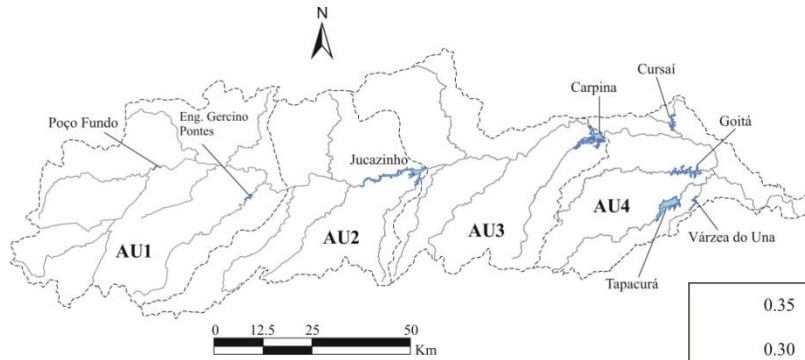 N
Cursaí
Carpina
Poço Fundo
Eng. Gercino
Pontes
Goitá
Jucazinho
AU1
AU2
AU3
AU4
Várzea do Una
Tapacurá
0 12.5 25 50
Km
0.35
0.30